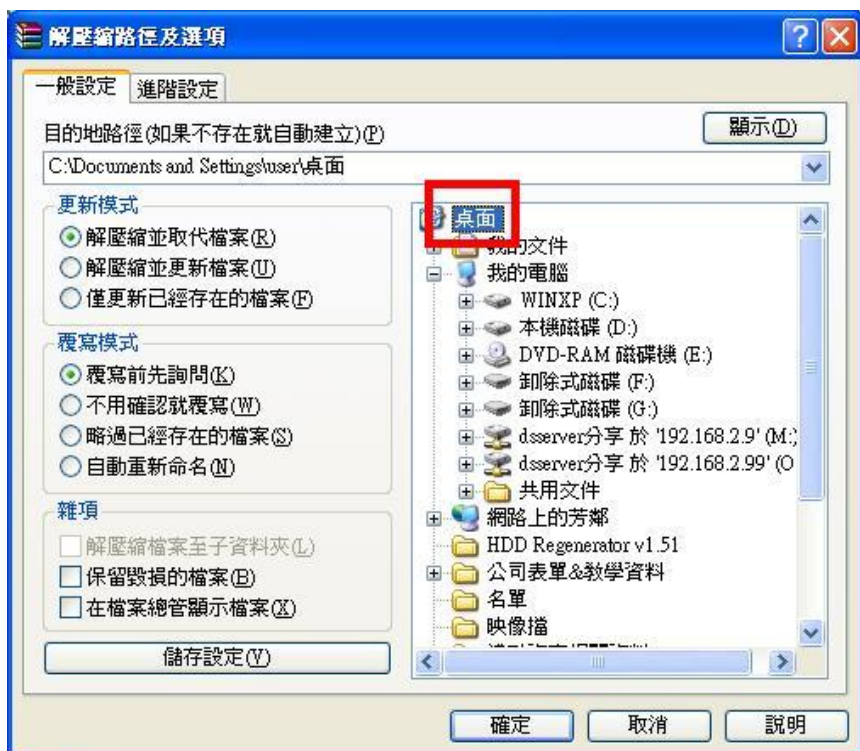 解壓縮路徑及選項
一般設定 進階設定
目的地路徑(如果不存在就自動建立)(P)
顯示(D)
C:\Documents and Settings\user\桌面
更新模式
解壓縮並取代檔案(R)
解壓縮並更新檔案(U)
僅更新已經存在的檔案(F)
覆寫模式
覆寫前先詢問(K)
不用確認就覆寫(W)
略過已經存在的檔案(S)
自動重新命名(N)
雜項
解壓縮檔案至子資料夾(L)
保留毀損的檔案(B)
在檔案總管顯示檔案(X)
儲存設定(V)
桌面
我的文件
我的電腦
WINXP (C:)
本機磁碟 (D:)
DVD-RAM 磁碟機 (E:)
卸除式磁碟 (F:)
卸除式磁碟 (G:)
dsserver分享 於 '192.168.2.9' (M:
dsserver分享 於 '192.168.2.99' (O
共用文件
網路上的芳鄰
HDD Regenerator v1.51
公司表單&教學資料
名單
映像擋
確定 取消 說明